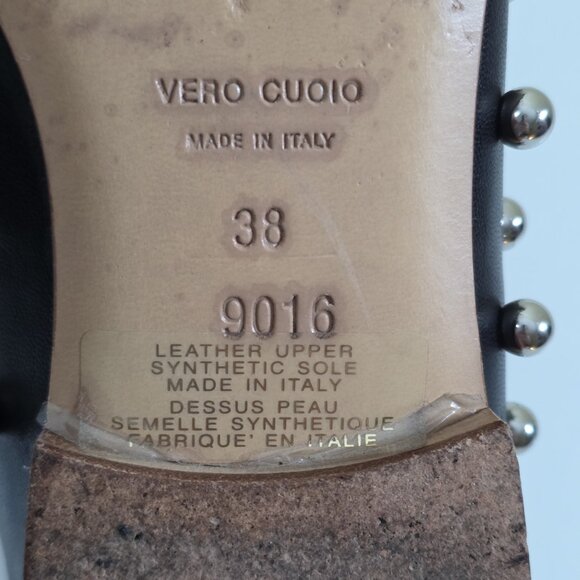 VERO CUOIO
MADE IN ITALY
38
9016
LEATHER UPPER
SYNTHETIC SOLE
MADE IN ITALY
DESSUS PEAU
SEMELLE SYNTHETIQUE
FABRIQUE' EN ITALIE